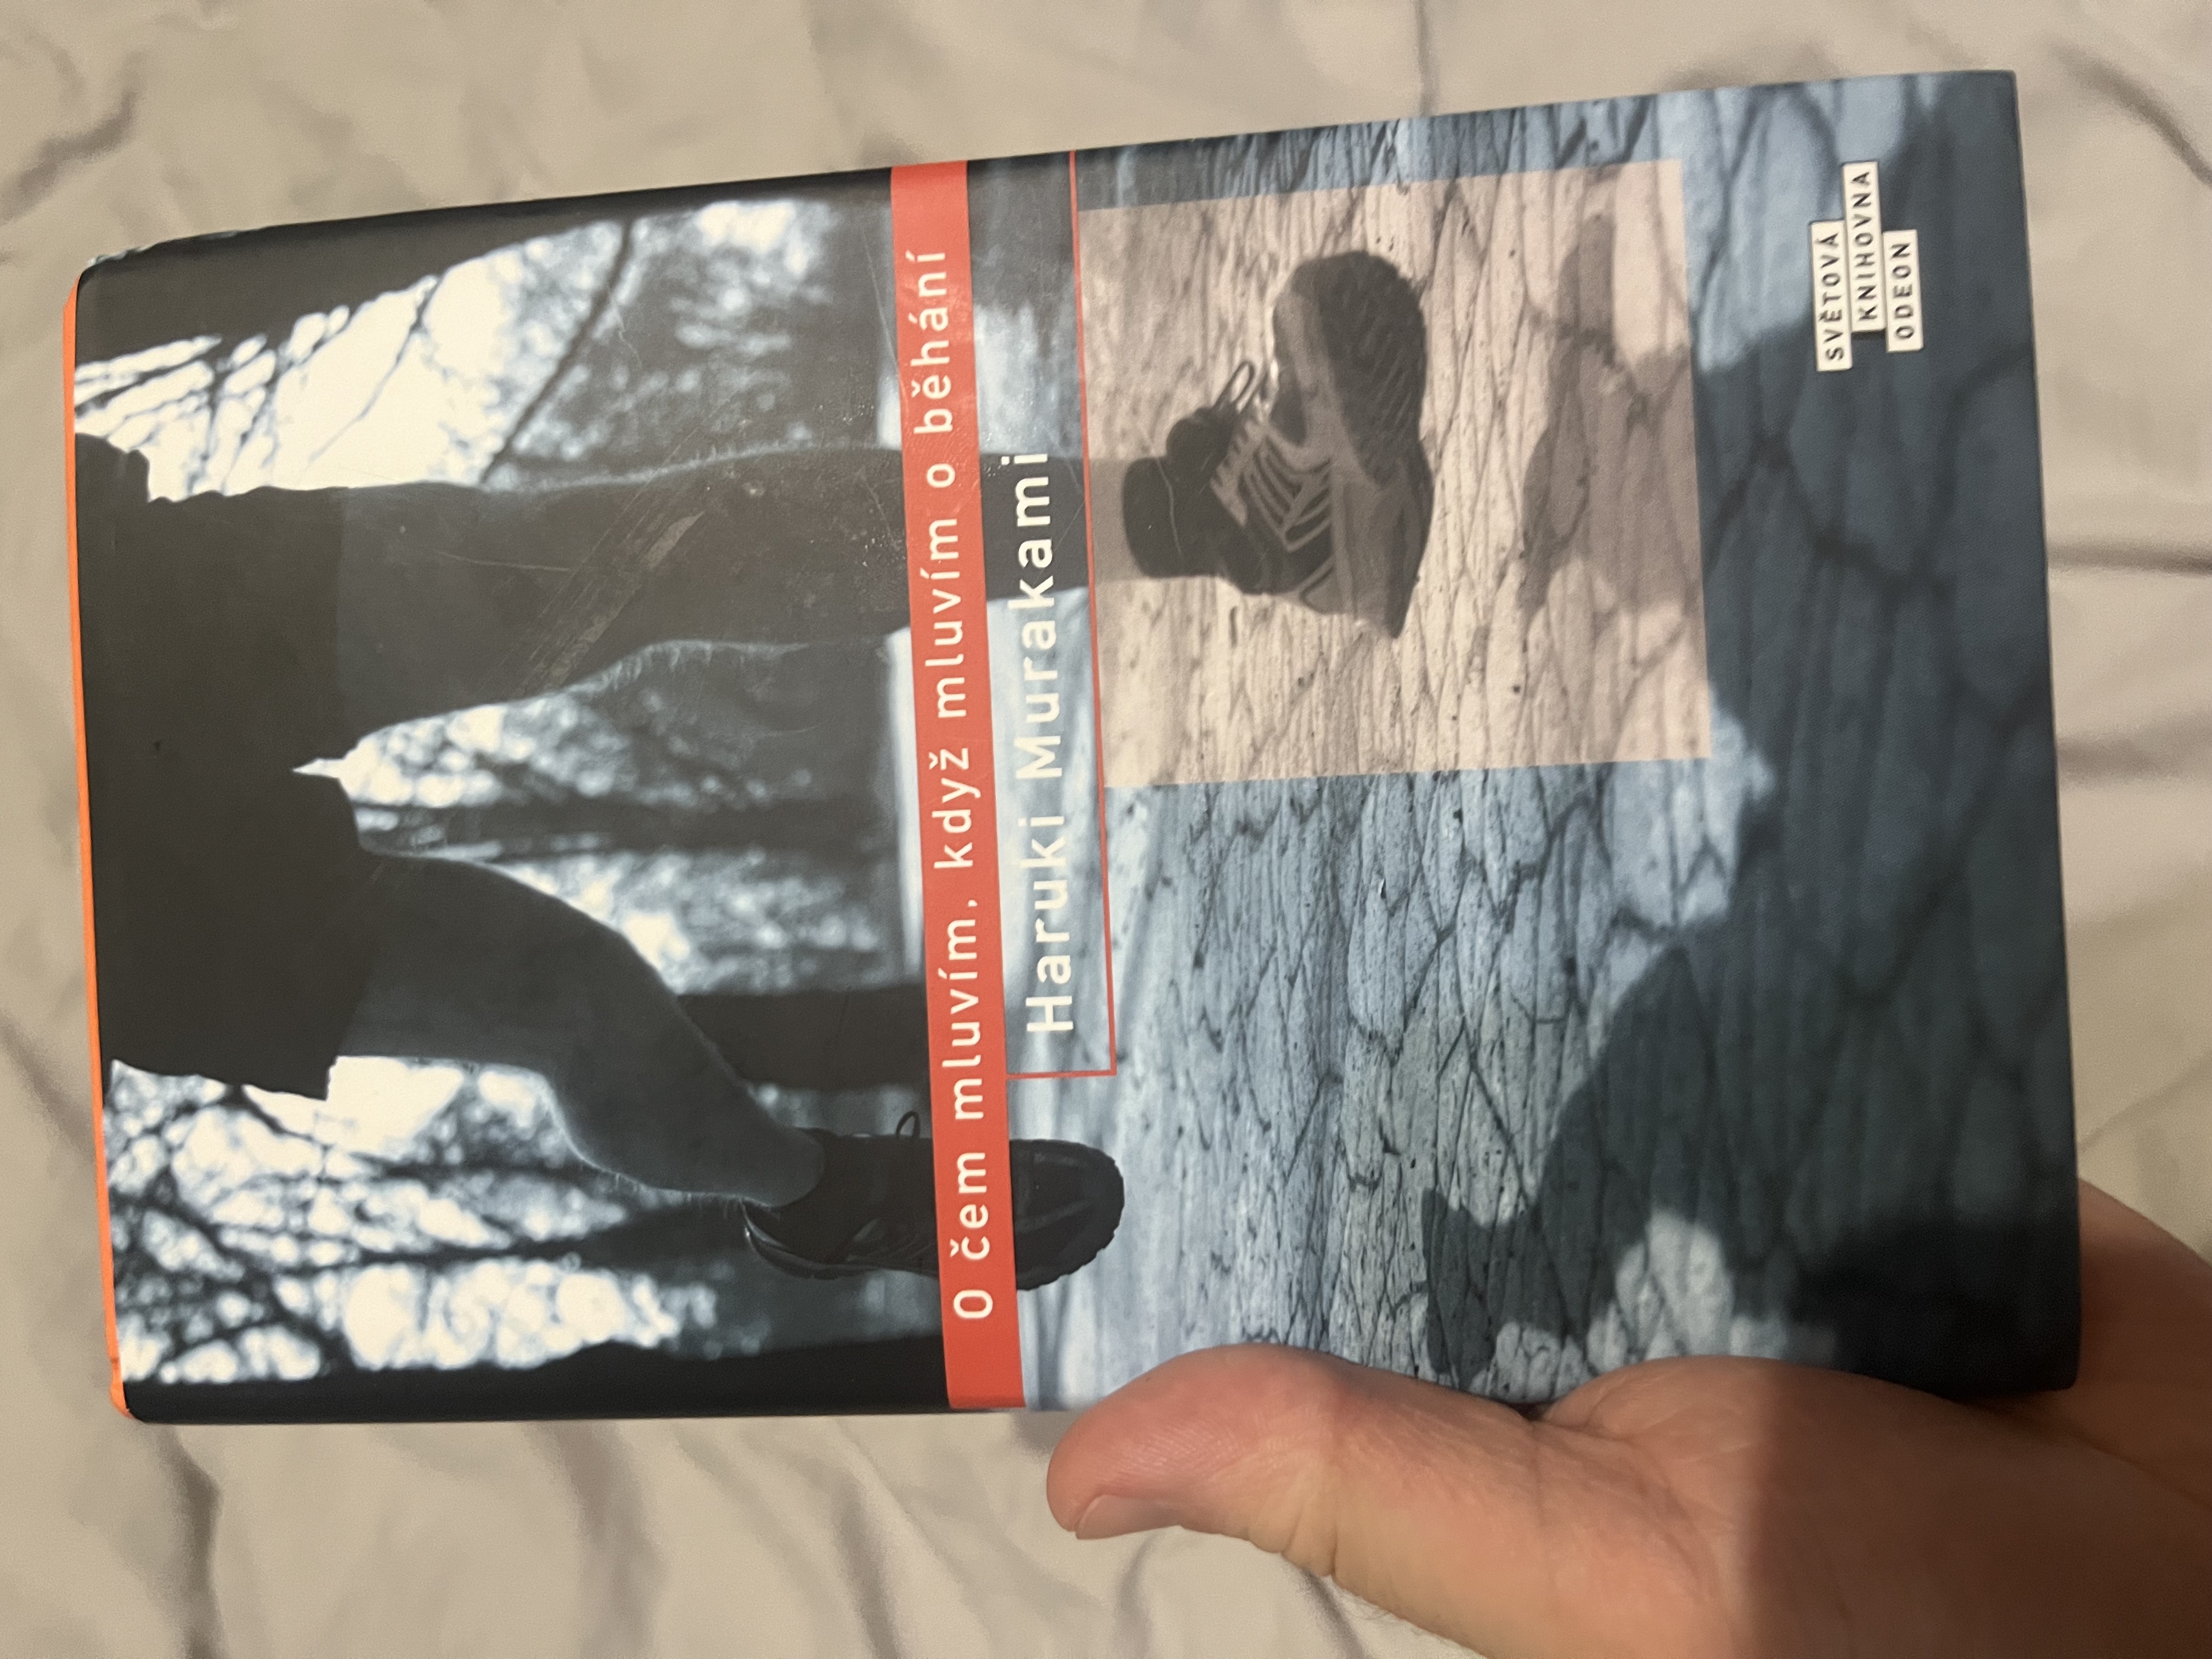 O čem mluvím, když mluvím o běhání
Haruki Murakami
SVĚTOVÁ
KNIHOVNA
ODEON